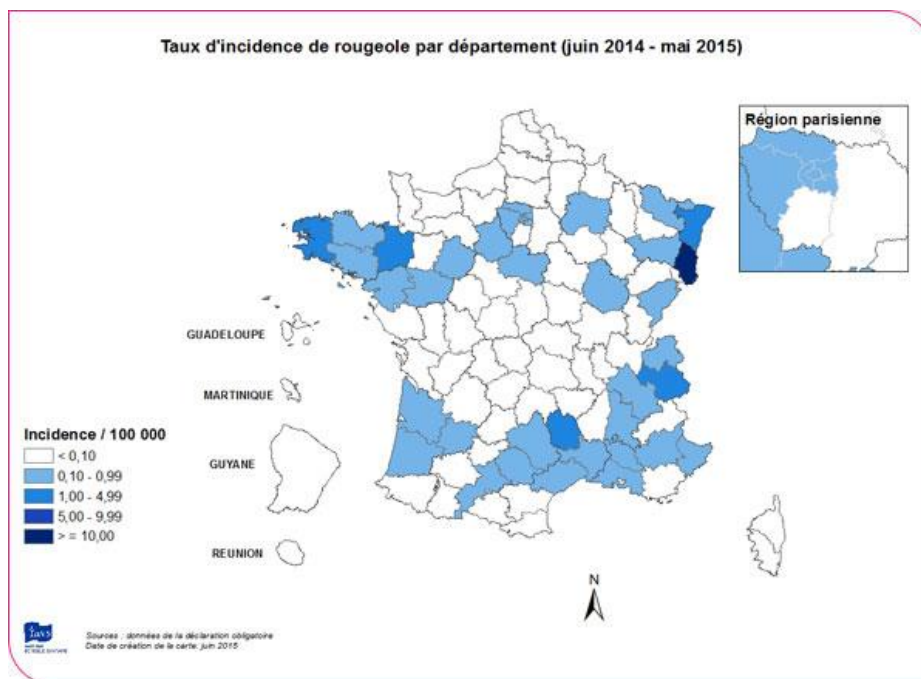 Taux d'incidence de rougeole par département (juin 2014 - mai 2015)
Région parisienne
GUADELOUPE
MARTINIQUE
GUYANE
REUNION
Incidence / 100 000
< 0,10
0,10 - 0,99
1,00 - 4,99
5,00 - 9,99
> = 10,00
N
Sources : données de la déclaration obligatoire
Date de création de la carte: juin 2015